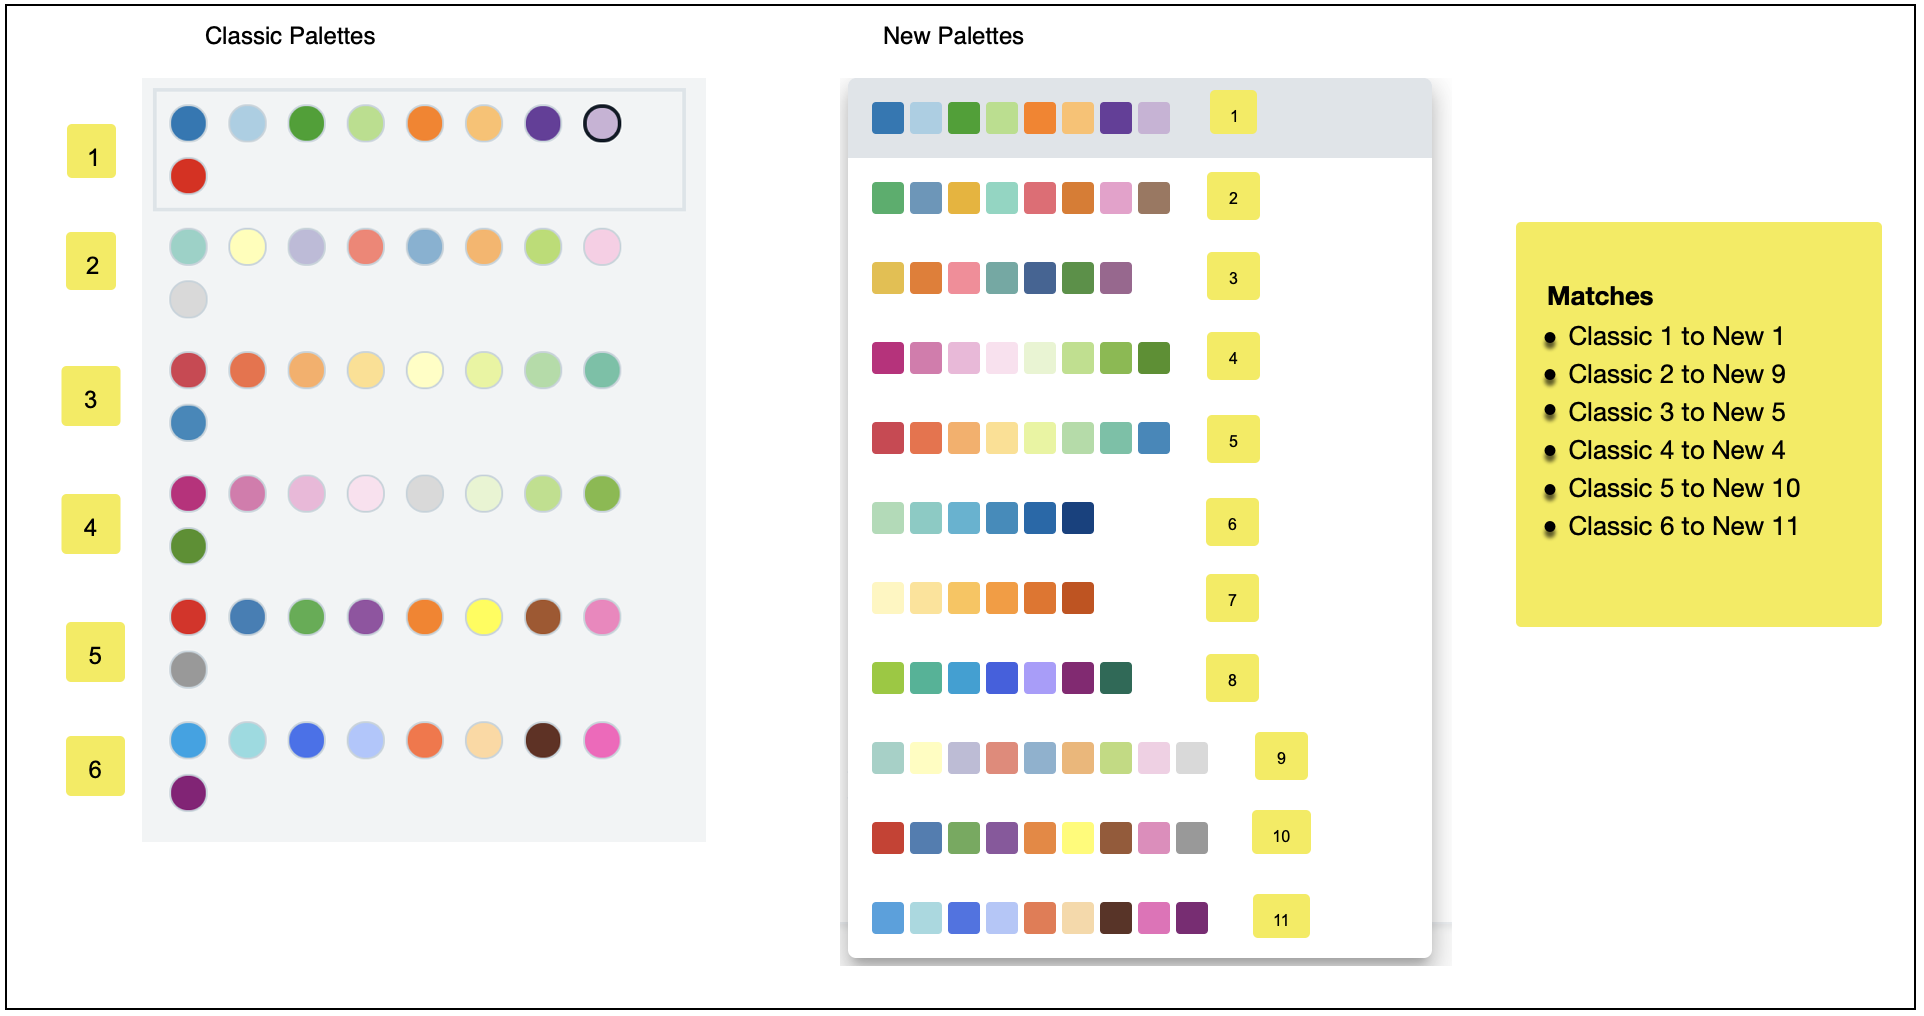 Classic Palettes
1
2
3
4
5
6
New Palettes
1
2
3
4
5
6
7
8
9
10
11
Matches
Classic 1 to New 1
Classic 2 to New 9
Classic 3 to New 5
Classic 4 to New 4
Classic 5 to New 10
Classic 6 to New 11